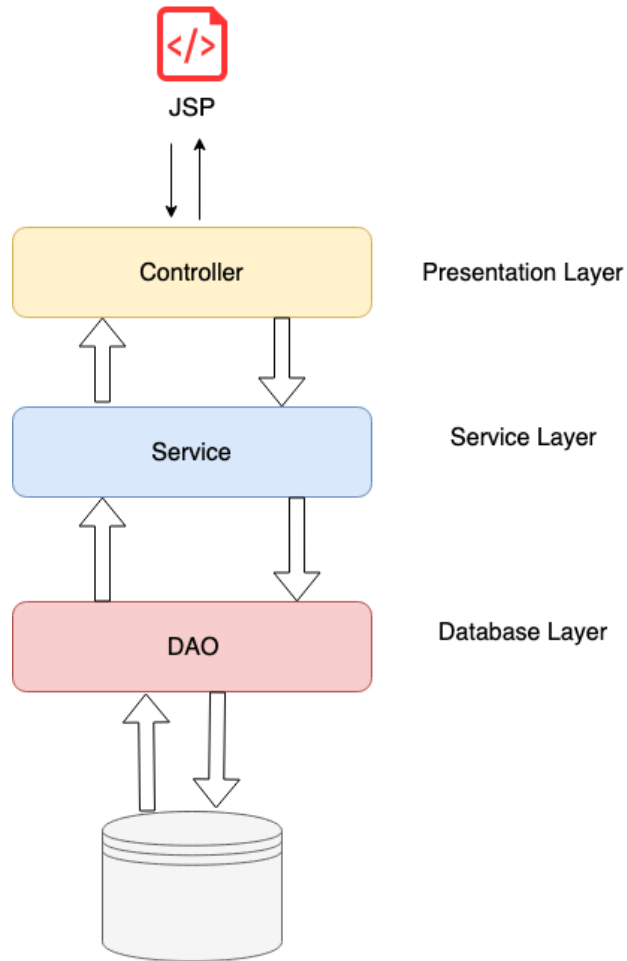 </>
JSP
Controller
Presentation Layer
Service
Service Layer
DAO
Database Layer